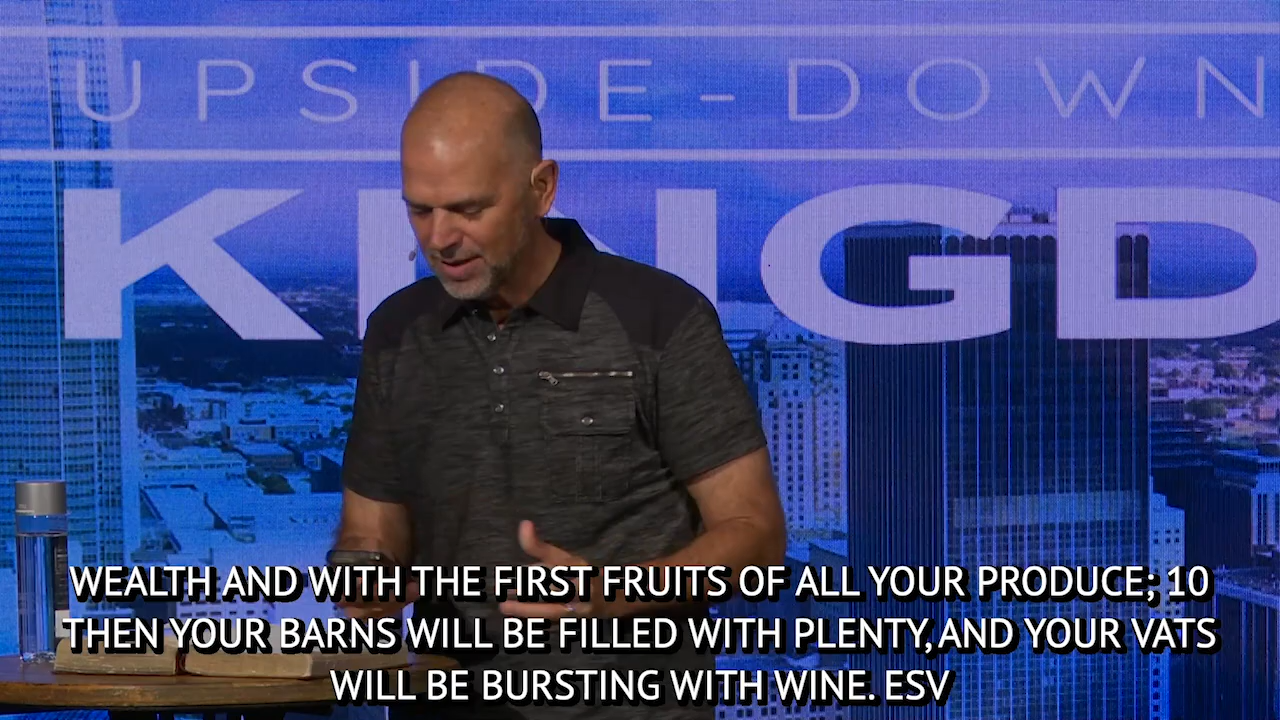 UPSIDE-DOWN
KINGD
WEALTH AND WITH THE FIRST FRUITS OF ALL YOUR PRODUCE; 10
THEN YOUR BARNS WILL BE FILLED WITH PLENTY, AND YOUR VATS
WILL BE BURSTING WITH WINE. ESV